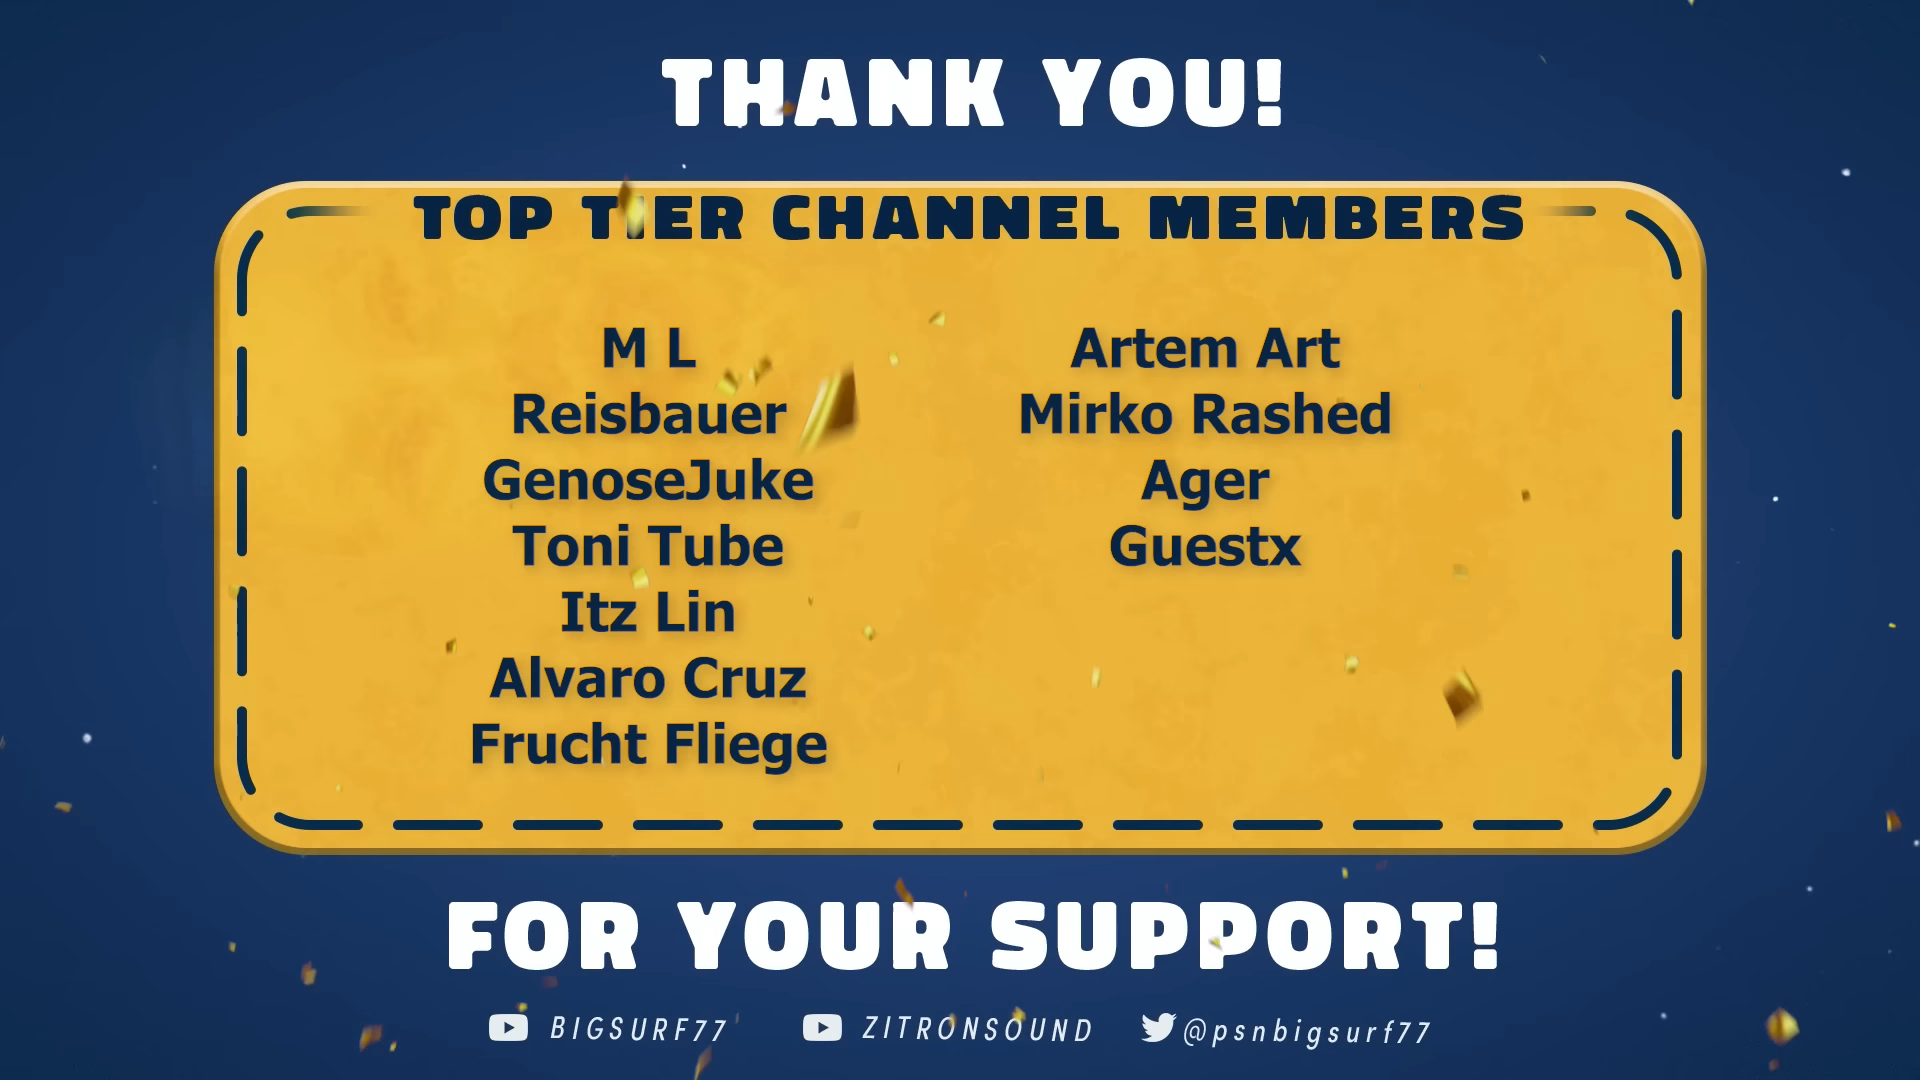 THANK YOU!
TOP TIER CHANNEL MEMBERS
M L
Reisbauer
GenoseJuke
Toni Tube
Itz Lin
Alvaro Cruz
Frucht Fliege
Artem Art
Mirko Rashed
Ager
Guestx
FOR YOUR SUPPORT!
BIGSURF77 ZITRONSOUND @psnbigsurf77